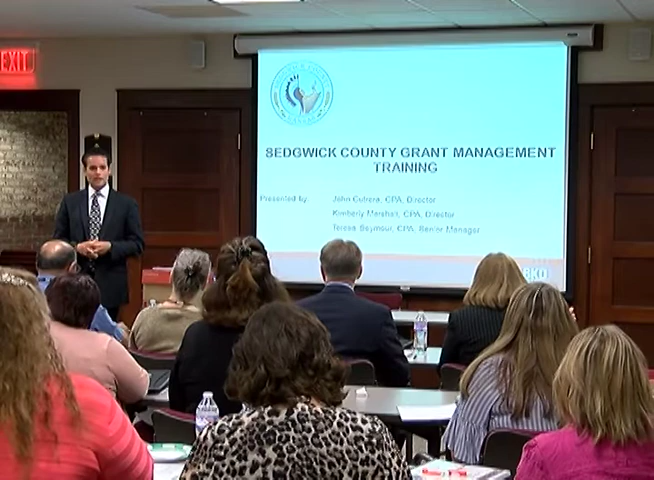 EXIT
SEDGWICK COUNTY GRANT MANAGEMENT
TRAINING
Presented by: John Cutrera, CPA, Director
Kimberly Marshall, CPA, Director
Teresa Seymour, CPA, Senior Manager
BKD